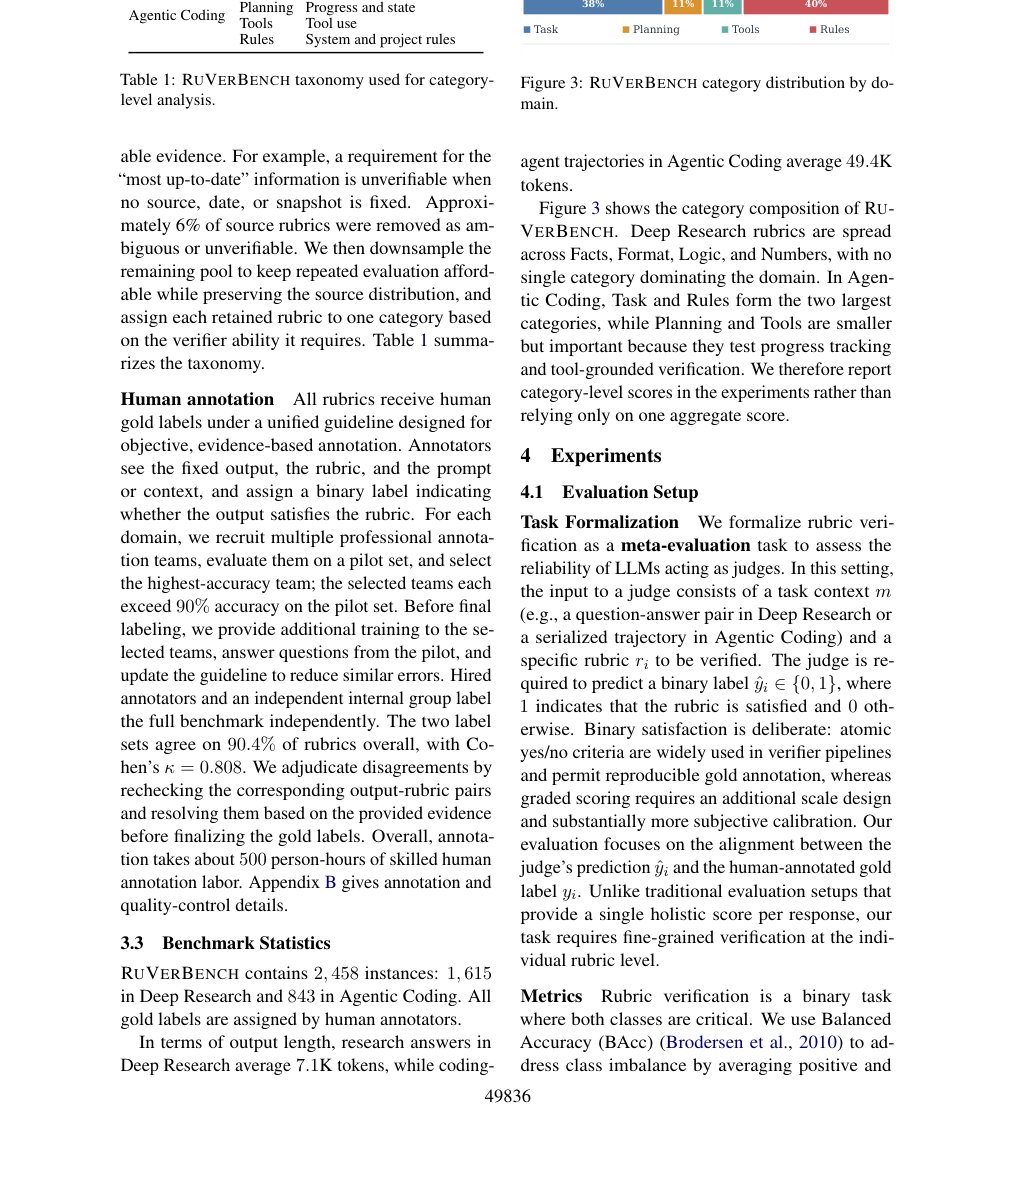 Agentic Coding
Planning Progress and state
Tools Tool use
Rules System and project rules
Table 1: RUVERBENCH taxonomy used for category-
level analysis.
able evidence. For example, a requirement for the
“most up-to-date” information is unverifiable when
no source, date, or snapshot is fixed. Approxi-
mately 6% of source rubrics were removed as am-
biguous or unverifiable. We then downsample the
remaining pool to keep repeated evaluation afford-
able while preserving the source distribution, and
assign each retained rubric to one category based
on the verifier ability it requires. Table 1 summa-
rizes the taxonomy.
Human annotation All rubrics receive human
gold labels under a unified guideline designed for
objective, evidence-based annotation. Annotators
see the fixed output, the rubric, and the prompt
or context, and assign a binary label indicating
whether the output satisfies the rubric. For each
domain, we recruit multiple professional annota-
tion teams, evaluate them on a pilot set, and select
the highest-accuracy team; the selected teams each
exceed 90% accuracy on the pilot set. Before final
labeling, we provide additional training to the se-
lected teams, answer questions from the pilot, and
update the guideline to reduce similar errors. Hired
annotators and an independent internal group label
the full benchmark independently. The two label
sets agree on 90.4% of rubrics overall, with Co-
hen’s κ = 0.808. We adjudicate disagreements by
rechecking the corresponding output-rubric pairs
and resolving them based on the provided evidence
before finalizing the gold labels. Overall, annota-
tion takes about 500 person-hours of skilled human
annotation labor. Appendix B gives annotation and
quality-control details.
3.3 Benchmark Statistics
RUVERBENCH contains 2, 458 instances: 1, 615
in Deep Research and 843 in Agentic Coding. All
gold labels are assigned by human annotators.
In terms of output length, research answers in
Deep Research average 7.1K tokens, while coding-
38% 11% 11% 40%
Task Planning Tools Rules
Figure 3: RUVERBENCH category distribution by do-
main.
agent trajectories in Agentic Coding average 49.4K
tokens.
Figure 3 shows the category composition of RU-
VERBENCH. Deep Research rubrics are spread
across Facts, Format, Logic, and Numbers, with no
single category dominating the domain. In Agen-
tic Coding, Task and Rules form the two largest
categories, while Planning and Tools are smaller
but important because they test progress tracking
and tool-grounded verification. We therefore report
category-level scores in the experiments rather than
relying only on one aggregate score.
4 Experiments
4.1 Evaluation Setup
Task Formalization We formalize rubric veri-
fication as a meta-evaluation task to assess the
reliability of LLMs acting as judges. In this setting,
the input to a judge consists of a task context m
(e.g., a question-answer pair in Deep Research or
a serialized trajectory in Agentic Coding) and a
specific rubric rᵢ to be verified. The judge is re-
quired to predict a binary label ŷᵢ ∈ {0, 1}, where
1 indicates that the rubric is satisfied and 0 oth-
erwise. Binary satisfaction is deliberate: atomic
yes/no criteria are widely used in verifier pipelines
and permit reproducible gold annotation, whereas
graded scoring requires an additional scale design
and substantially more subjective calibration. Our
evaluation focuses on the alignment between the
judge’s prediction ŷᵢ and the human-annotated gold
label yᵢ. Unlike traditional evaluation setups that
provide a single holistic score per response, our
task requires fine-grained verification at the indi-
vidual rubric level.
Metrics Rubric verification is a binary task
where both classes are critical. We use Balanced
Accuracy (BAcc) (Brodersen et al., 2010) to ad-
dress class imbalance by averaging positive and
49836